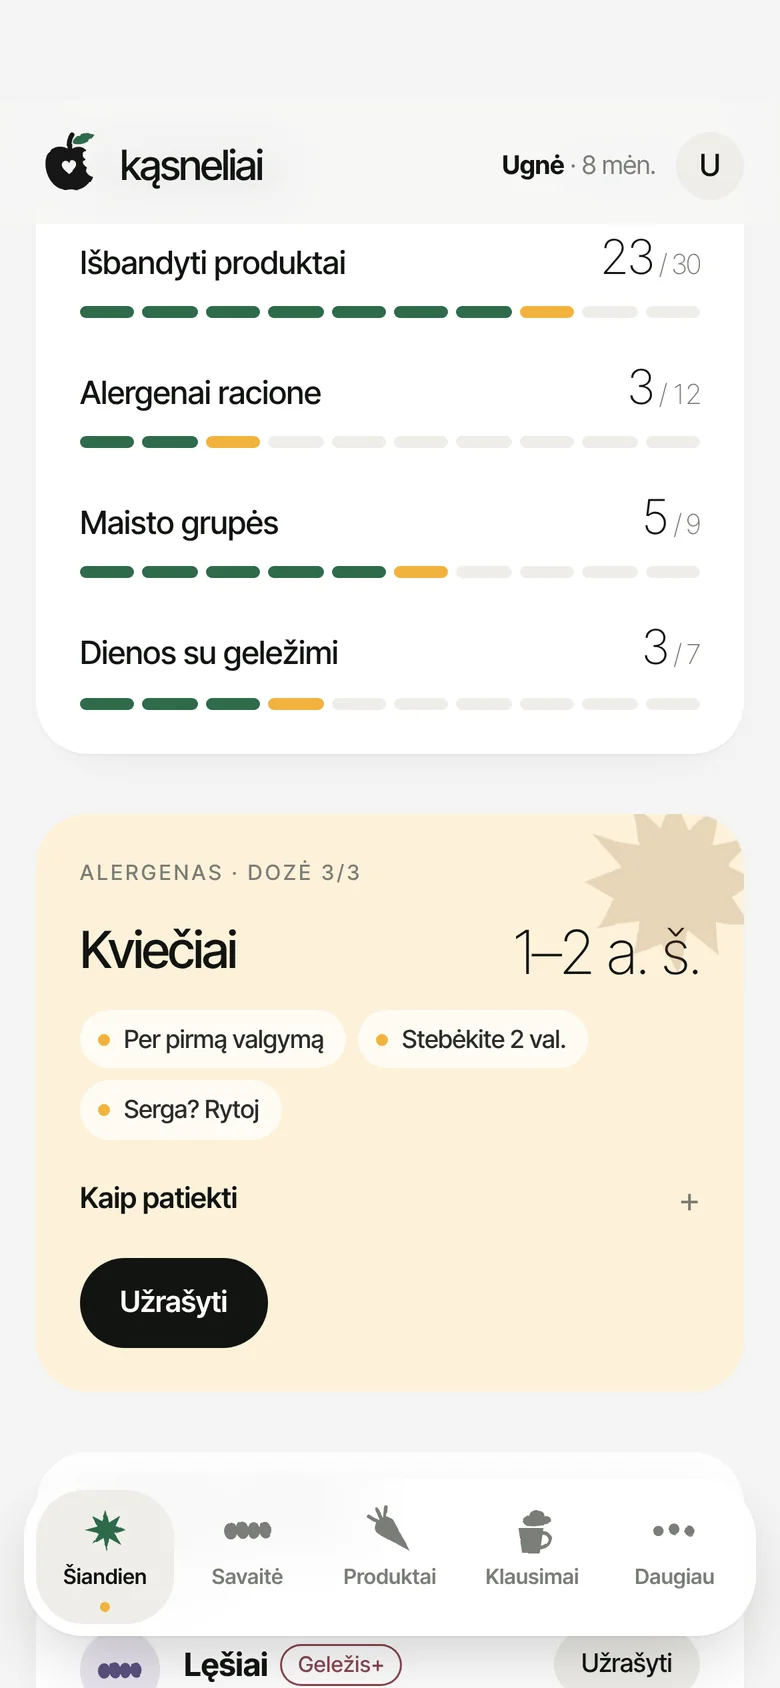 kąsneliai
Ugnė · 8 mėn.
U
Išbandyti produktai
23 / 30
Alergenai racione
3 / 12
Maisto grupės
5 / 9
Dienos su geležimi
3 / 7
ALERGENAS · DOZĖ 3/3
Kviečiai
1–2 a. š.
Per pirmą valgymą
Stebėkite 2 val.
Serga? Rytoj
Kaip patiekti +
Užrašyti
Šiandien
Savaitė
Produktai
Klausimai
Daugiau
Lęšiai
Geležis+
Užrašyti